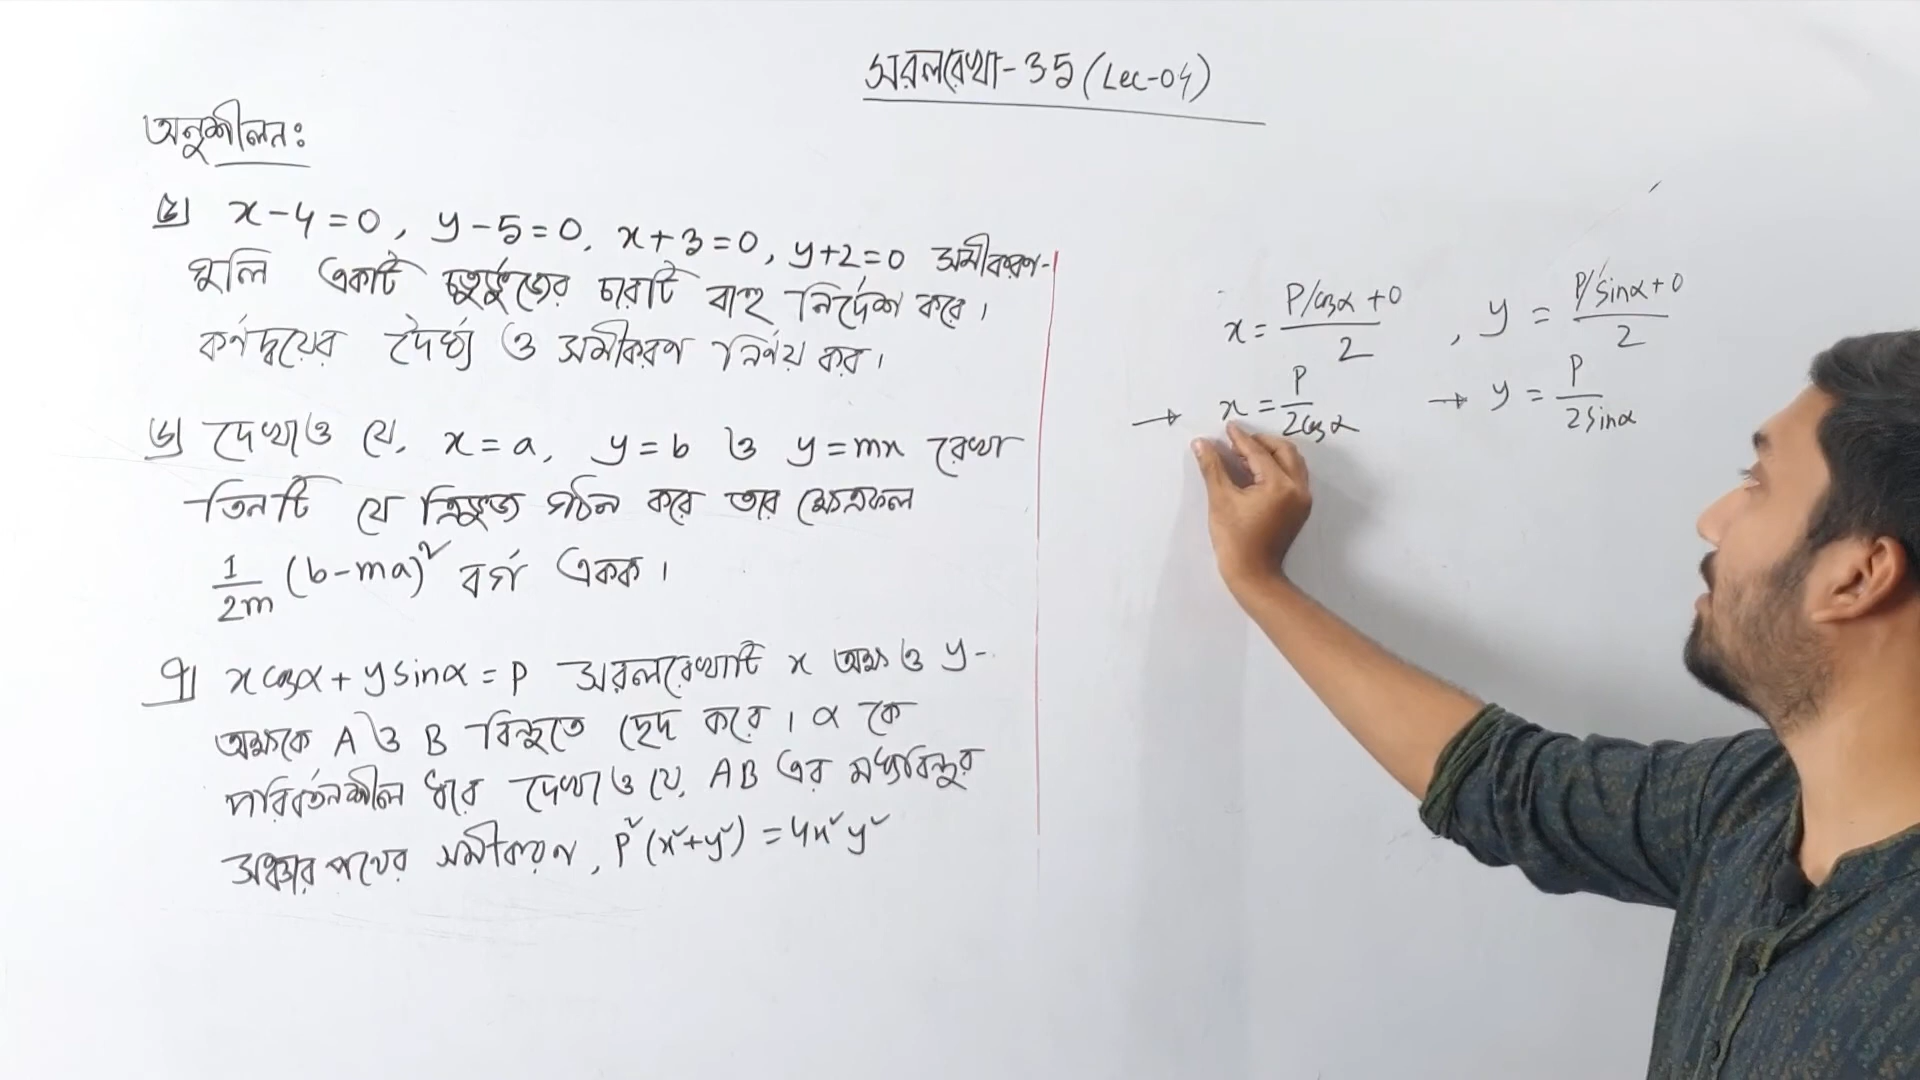 সরলরেখা-3.5 (Lec-04)
অনুশীলনঃ
৫) x-4=0, y-5=0, x+3=0, y+2=0 সমীকরণ-
গুলি একটি চতুর্ভুজের চারটি বাহু নির্দেশ করে।
কর্ণদ্বয়ের দৈর্ঘ্য ও সমীকরণ নির্ণয় কর।
৬) দেখাও যে, x=a, y=b ও y=mx রেখা
তিনটি যে ত্রিভুজ গঠন করে তার ক্ষেত্রফল
1/2m (b-ma)² বর্গ একক।
৭) x cosα + y sinα = P সরলরেখাটি x অক্ষ ও y-
অক্ষকে A ও B বিন্দুতে ছেদ করে। α কে
পরিবর্তনশীল ধরে দেখাও যে, AB এর মধ্যবিন্দুর
সঞ্চার পথের সমীকরণ, P²(x²+y²) = 4x²y²
x = (P/cosα + 0)/2 , y = (P/sinα + 0)/2
→ x = P/2cosα → y = P/2sinα